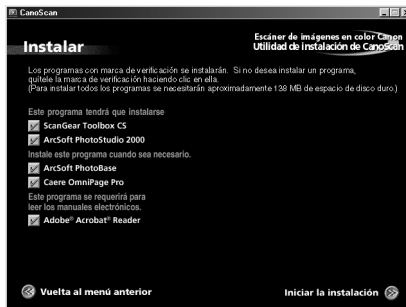 CanoScan
Instalar
Escáner de imágenes en color Canon
Utilidad de instalación de CanoScan
Los programas con marca de verificación se instalarán. Si no desea instalar un programa,
quítele la marca de verificación haciendo clic en ella.
(Para instalar todos los programas se necesitarán aproximadamente 138 MB de espacio de disco duro.)
Este programa tendrá que instalarse
ScanGear Toolbox CS
ArcSoft PhotoStudio 2000
Instale este programa cuando sea necesario.
ArcSoft PhotoBase
Caere OmniPage Pro
Este programa se requerirá para
leer los manuales electrónicos.
Adobe® Acrobat® Reader
Vuelta al menú anterior
Iniciar la instalación